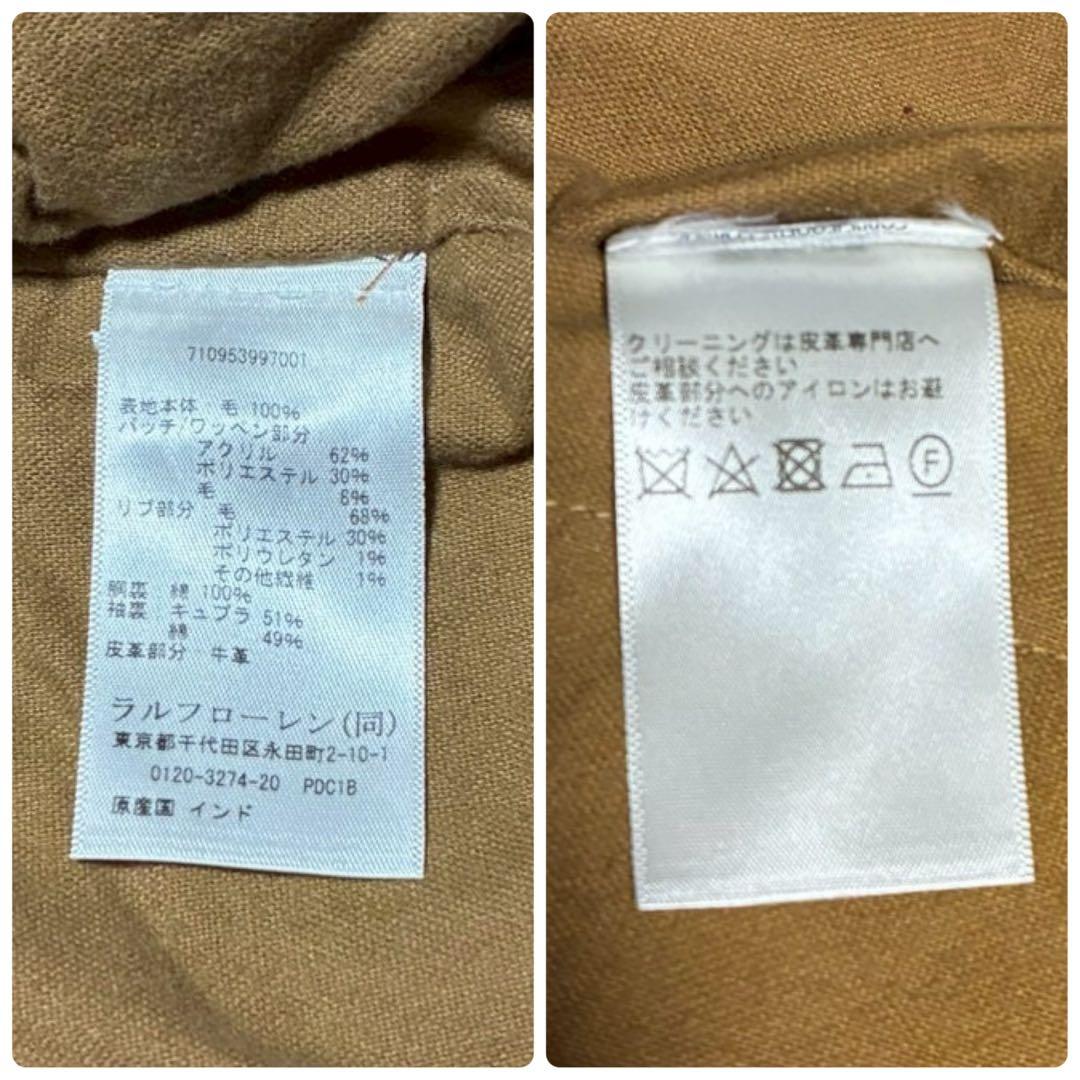 710953997001
表地本体 毛 100%
パッチ/ワッペン部分
アクリル 62%
ポリエステル 30%
毛 8%
リブ部分 毛 68%
ポリエステル 30%
ポリウレタン 1%
その他繊維 1%
胴裏 綿 100%
袖裏 キュプラ 51%
綿 49%
皮革部分 牛革
ラルフローレン(同)
東京都千代田区永田町2-10-1
0120-3274-20 PDC1B
原産国 インド
クリーニングは皮革専門店へ
ご相談ください
皮革部分へのアイロンはお避
けください
F